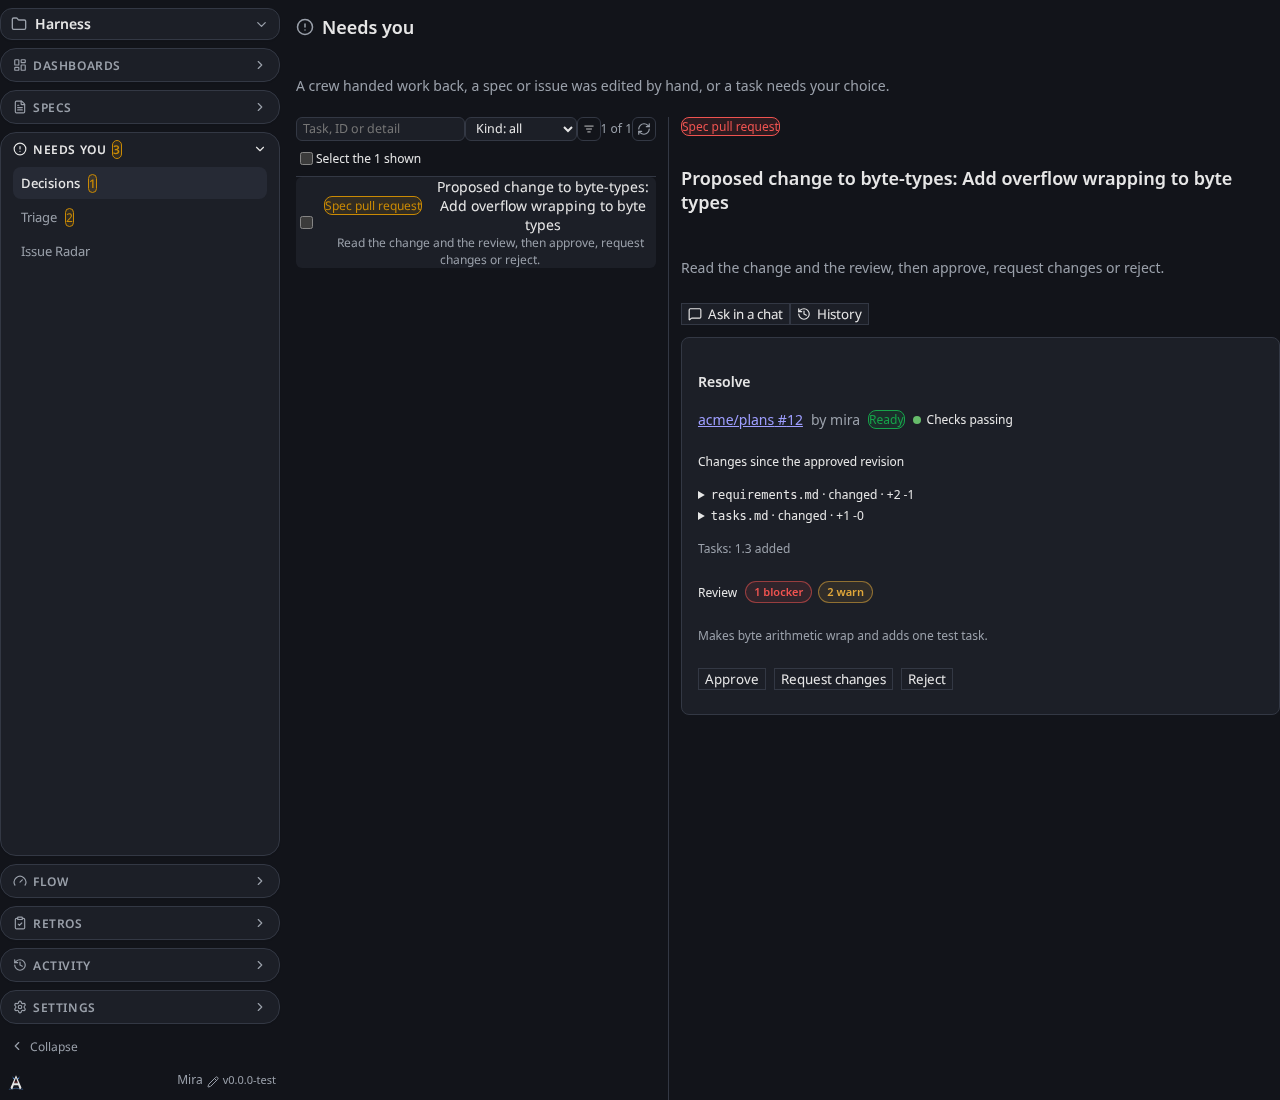 Harness
DASHBOARDS
SPECS
NEEDS YOU 3
Decisions 1
Triage 2
Issue Radar
FLOW
RETROS
ACTIVITY
SETTINGS
Collapse
Mira v0.0.0-test
Needs you
A crew handed work back, a spec or issue was edited by hand, or a task needs your choice.
Task, ID or detail
Kind: all
1 of 1
Select the 1 shown
Spec pull request
Proposed change to byte-types:
Add overflow wrapping to byte
types
Read the change and the review, then approve, request
changes or reject.
Spec pull request
Proposed change to byte-types: Add overflow wrapping to byte
types
Read the change and the review, then approve, request changes or reject.
Ask in a chat
History
Resolve
acme/plans #12 by mira Ready Checks passing
Changes since the approved revision
requirements.md · changed · +2 -1
tasks.md · changed · +1 -0
Tasks: 1.3 added
Review 1 blocker 2 warn
Makes byte arithmetic wrap and adds one test task.
Approve
Request changes
Reject